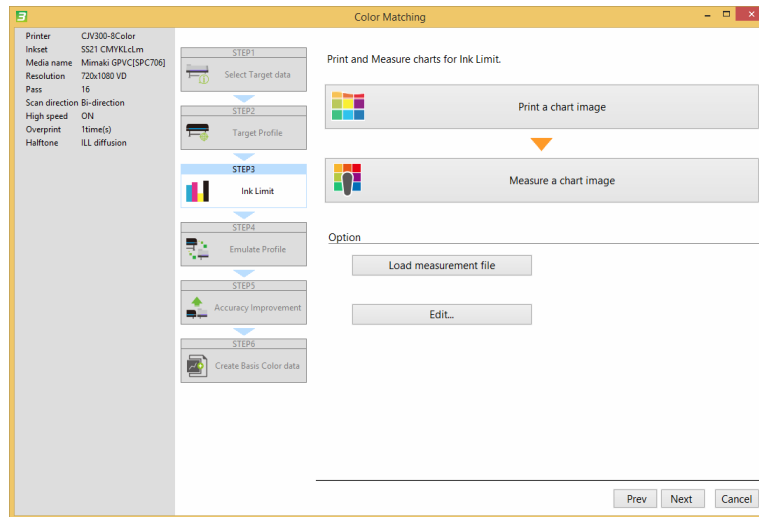 3
Color Matching
Printer CJV300-8Color
Inkset SS21 CMYKLcLm
Media name Mimaki GPVC[SPC706]
Resolution 720x1080 VD
Pass 16
Scan direction Bi-direction
High speed ON
Overprint 1time(s)
Halftone ILL diffusion
STEP1
Select Target data
STEP2
Target Profile
STEP3
Ink Limit
STEP4
Emulate Profile
STEP5
Accuracy Improvement
STEP6
Create Basis Color data
Print and Measure charts for Ink Limit.
Print a chart image
Measure a chart image
Option
Load measurement file
Edit...
Prev Next Cancel